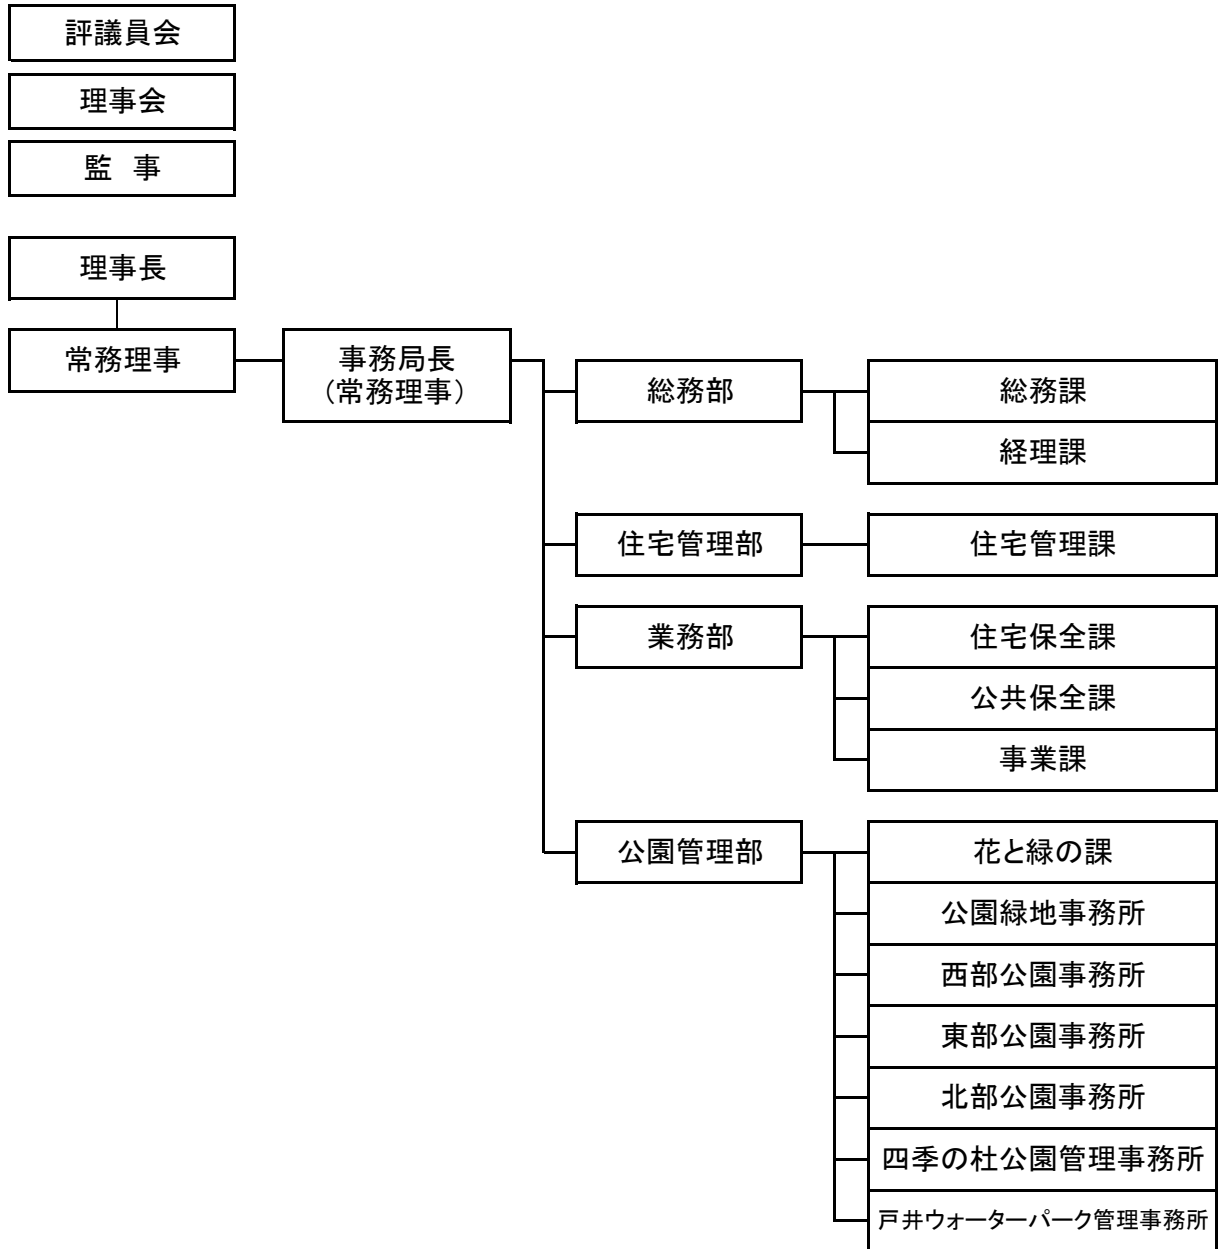 評議員会
理事会
監　事
理事長
常務理事
事務局長
（常務理事）
総務部
総務課
経理課
住宅管理部
住宅管理課
業務部
住宅保全課
公共保全課
事業課
公園管理部
花と緑の課
公園緑地事務所
西部公園事務所
東部公園事務所
北部公園事務所
四季の杜公園管理事務所
戸井ウォーターパーク管理事務所